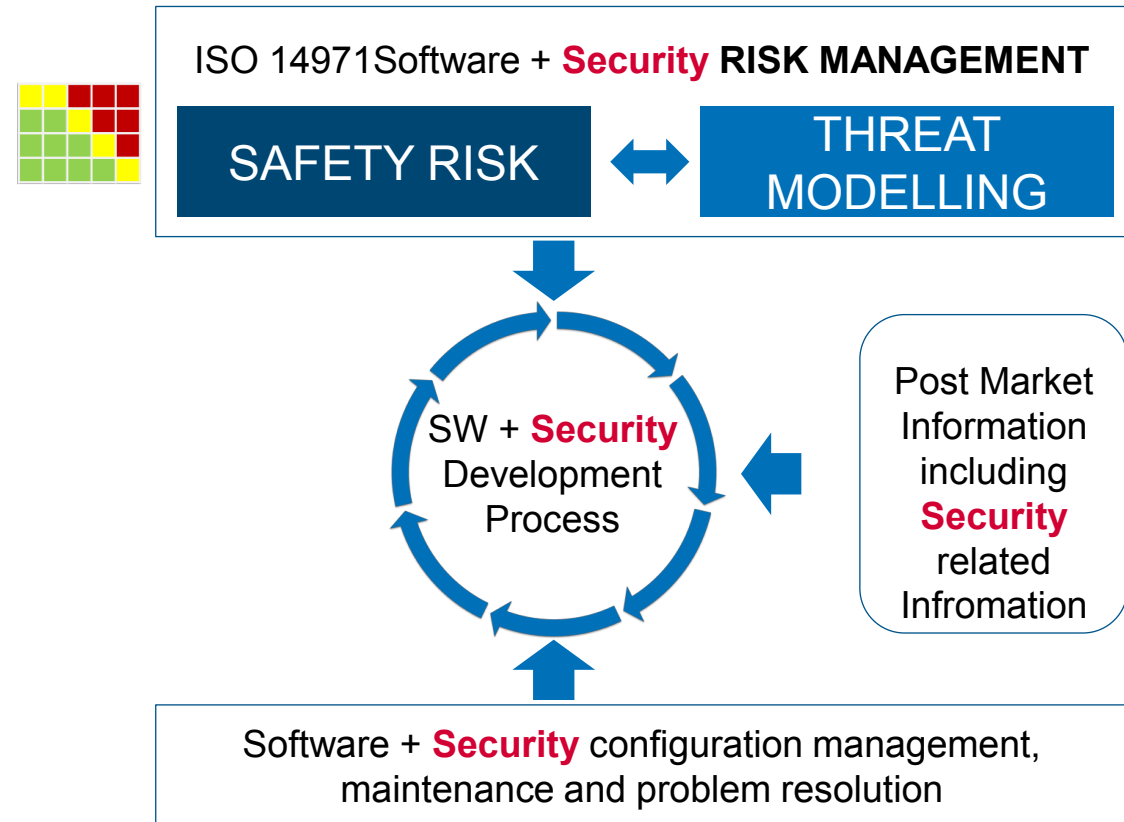 ISO 14971Software + Security RISK MANAGEMENT
SAFETY RISK
THREAT
MODELLING
SW + Security
Development
Process
Post Market
Information
including
Security
related
Infromation
Software + Security configuration management,
maintenance and problem resolution